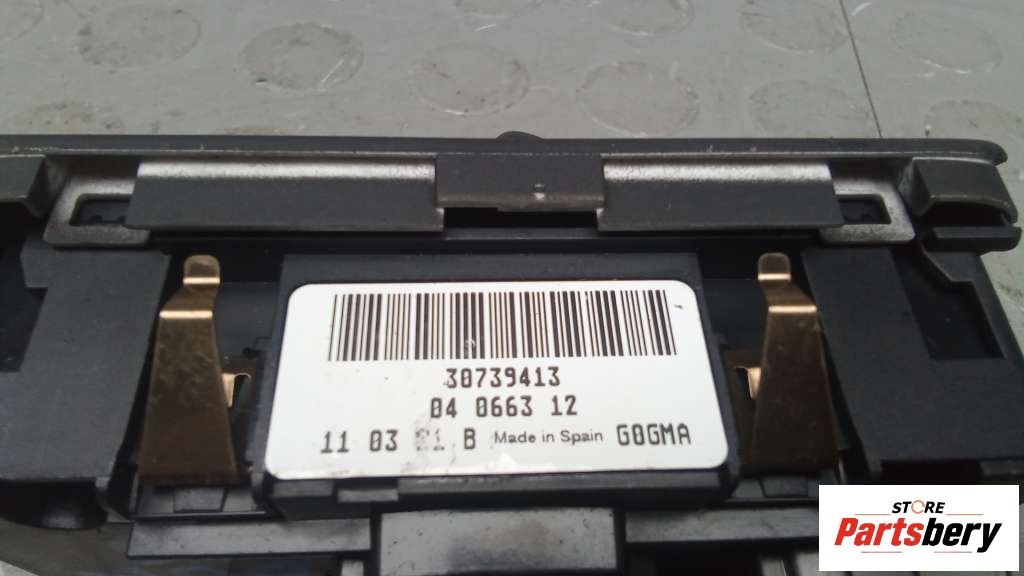 30739413
04 0663 12
11 03 B Made in Spain G0GMA
STORE
Partsbery